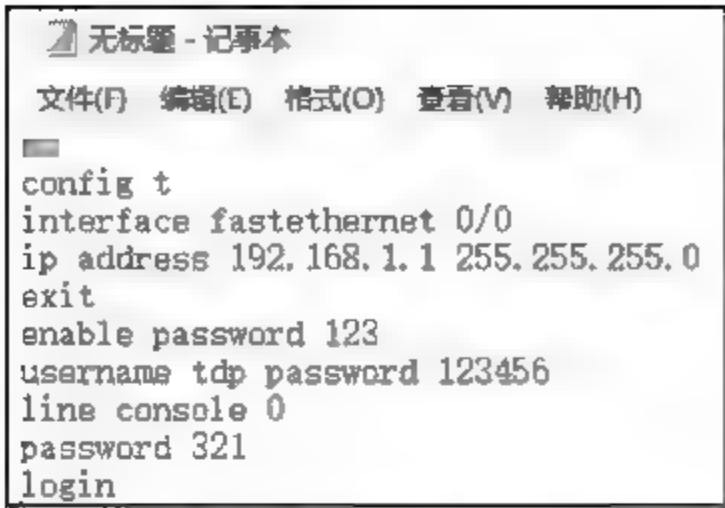 无标题 - 记事本
文件(F) 编辑(E) 格式(O) 查看(V) 帮助(H)
config t
interface fastethernet 0/0
ip address 192.168.1.1 255.255.255.0
exit
enable password 123
username tdp password 123456
line console 0
password 321
login